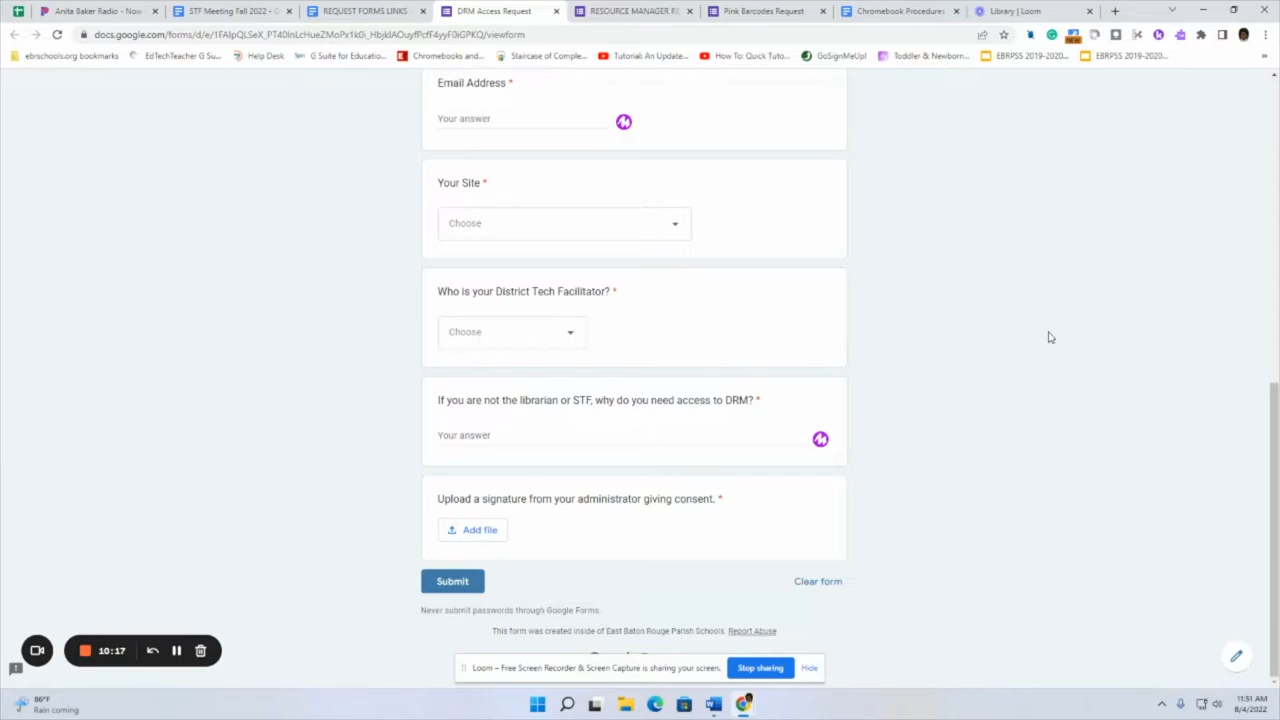 Anita Baker Radio - Now
STF Meeting Fall 2022 -
REQUEST FORMS LINKS -
DRM Access Request
RESOURCE MANAGER RE
Pink Barcodes Request
Chromebook Procedures
Library | Loom
docs.google.com/forms/d/e/1FAIpQLSeX_PT40InLcHueZMoPx1k0i_HbjkIAOuyfPcfF4yyF0iGPKQ/viewform
NEW
ebrschools.org bookmarks
EdTechTeacher G Su...
Help Desk
G Suite for Educatio...
Chromebooks and...
Staircase of Comple...
Tutorial: An Update...
How To: Quick Tuto...
GoSignMeUp!
Toddler & Newborn...
EBRPSS 2019-2020...
EBRPSS 2019-2020...
»
Email Address *
Your answer
Your Site *
Choose
Who is your District Tech Facilitator? *
Choose
If you are not the librarian or STF, why do you need access to DRM? *
Your answer
Upload a signature from your administrator giving consent. *
Add file
Submit
Clear form
Never submit passwords through Google Forms.
This form was created inside of East Baton Rouge Parish Schools. Report Abuse
10:17
Loom – Free Screen Recorder & Screen Capture is sharing your screen.
Stop sharing
Hide
86°F
Rain coming
11:51 AM
8/4/2022